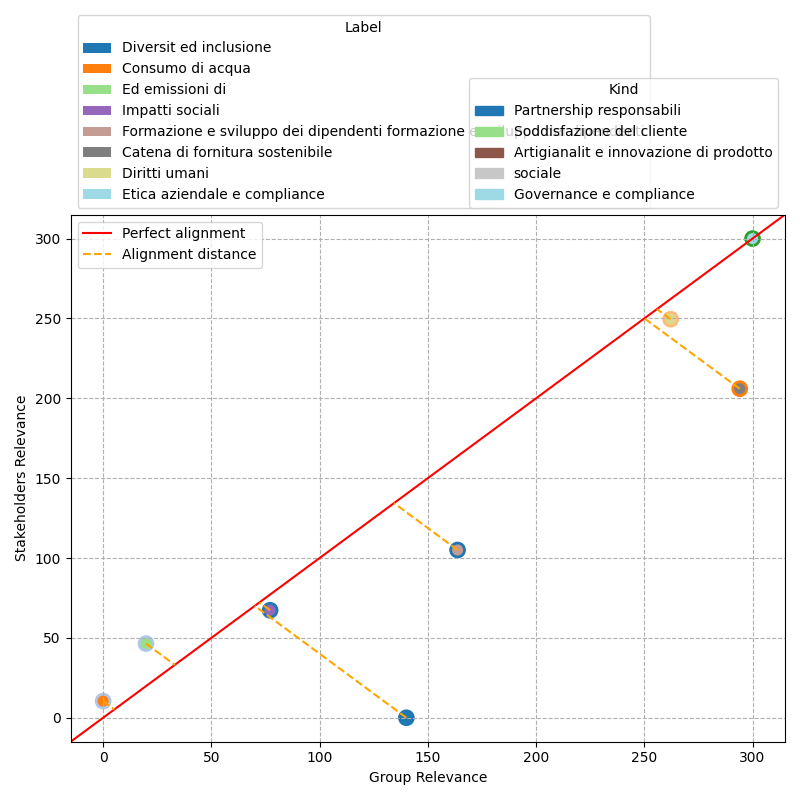 Label
Diversit ed inclusione
Consumo di acqua
Ed emissioni di
Impatti sociali
Formazione e sviluppo dei dipendenti formazione e sviluppo dei dipendenti
Catena di fornitura sostenibile
Diritti umani
Etica aziendale e compliance
Kind
Partnership responsabili
Soddisfazione del cliente
Artigianalit e innovazione di prodotto
sociale
Governance e compliance
Perfect alignment
Alignment distance
Stakeholders Relevance
300
250
200
150
100
50
0
0
50
100
150
200
250
300
Group Relevance